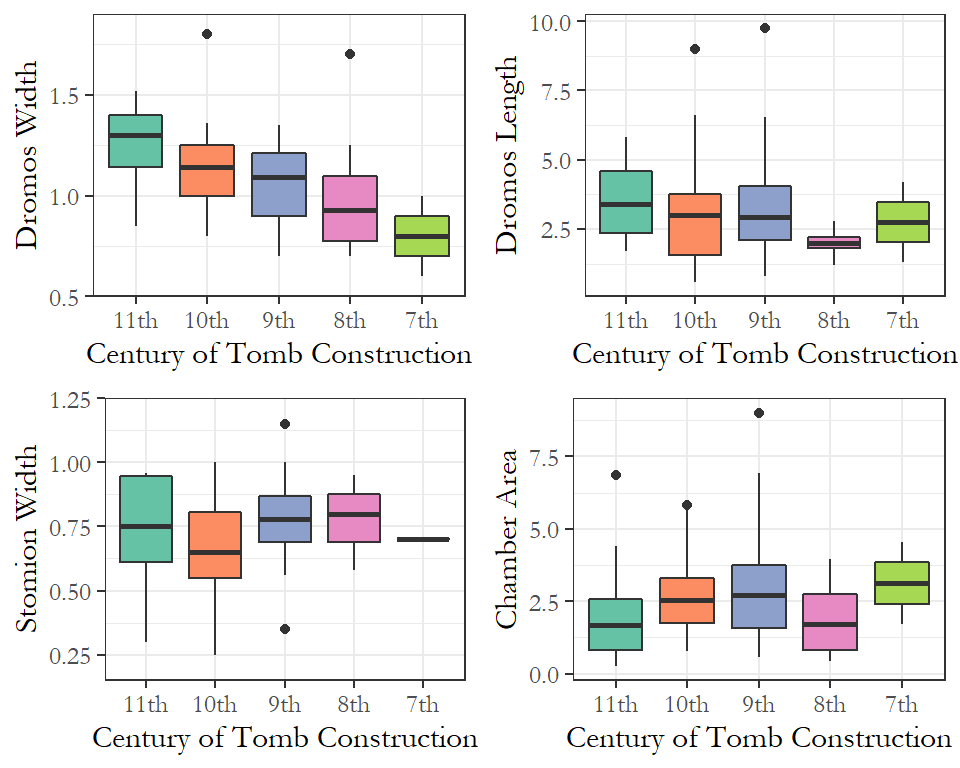 Dromos Width
1.5
1.0
0.5
11th 10th 9th 8th 7th
Century of Tomb Construction
Dromos Length
10.0
7.5
5.0
2.5
11th 10th 9th 8th 7th
Century of Tomb Construction
Stomion Width
1.25
1.00
0.75
0.50
0.25
11th 10th 9th 8th 7th
Century of Tomb Construction
Chamber Area
7.5
5.0
2.5
0.0
11th 10th 9th 8th 7th
Century of Tomb Construction